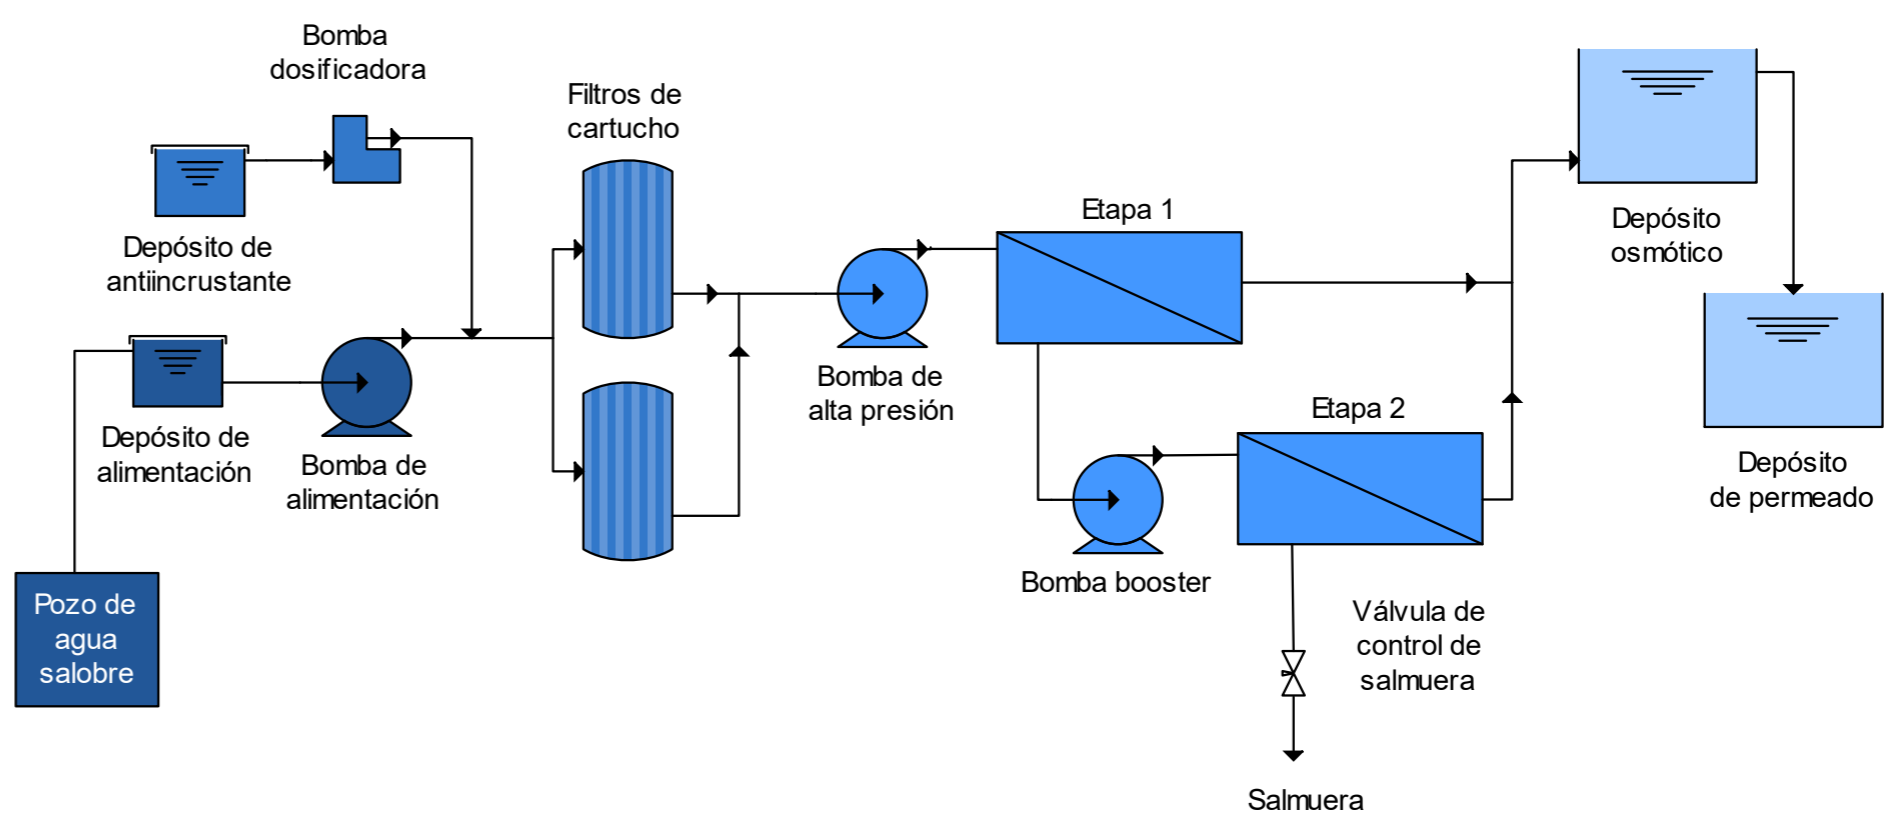 Bomba
dosificadora
Filtros de
cartucho
Depósito de
antiincrustante
Etapa 1
Depósito
osmótico
Bomba de
alta presión
Etapa 2
Depósito de
alimentación
Bomba de
alimentación
Depósito
de permeado
Bomba booster
Pozo de
agua
salobre
Válvula de
control de
salmuera
Salmuera